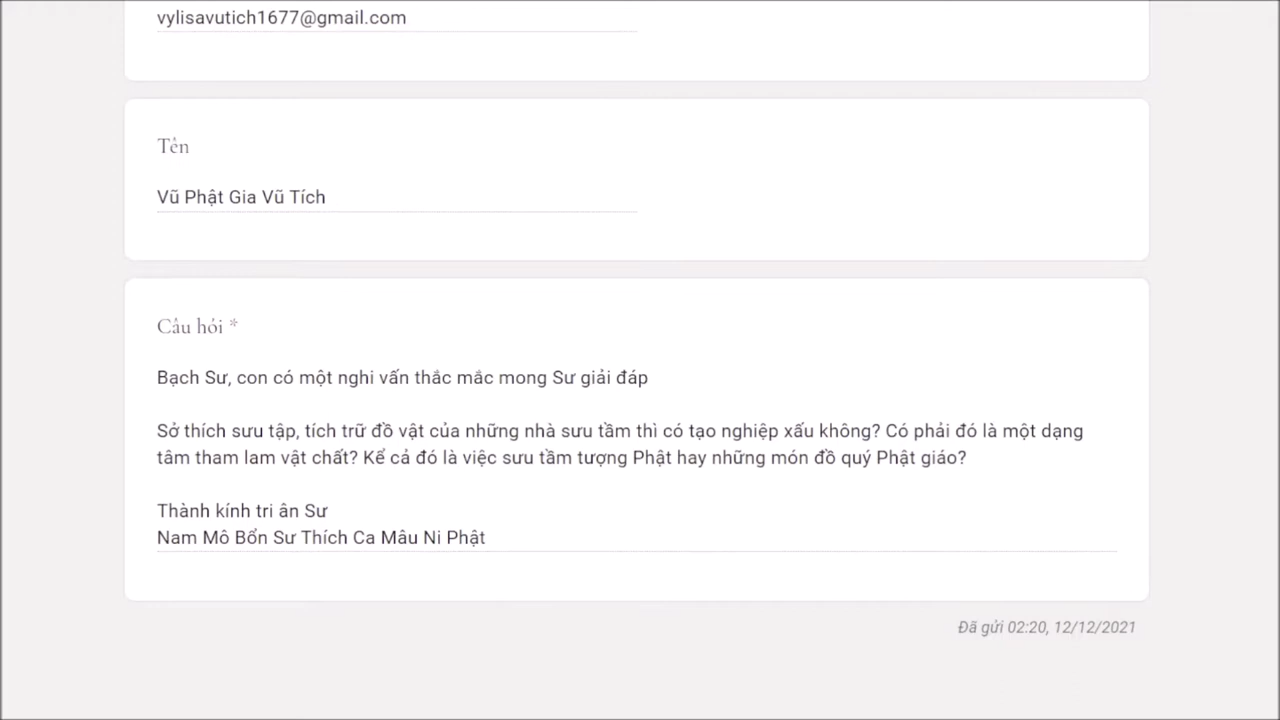 vylisavutich1677@gmail.com
Tên
Vũ Phật Gia Vũ Tích
Câu hỏi *
Bạch Sư, con có một nghi vấn thắc mắc mong Sư giải đáp
Sở thích sưu tập, tích trữ đồ vật của những nhà sưu tầm thì có tạo nghiệp xấu không? Có phải đó là một dạng
tâm tham lam vật chất? Kể cả đó là việc sưu tầm tượng Phật hay những món đồ quý Phật giáo?
Thành kính tri ân Sư
Nam Mô Bổn Sư Thích Ca Mâu Ni Phật
Đã gửi 02:20, 12/12/2021